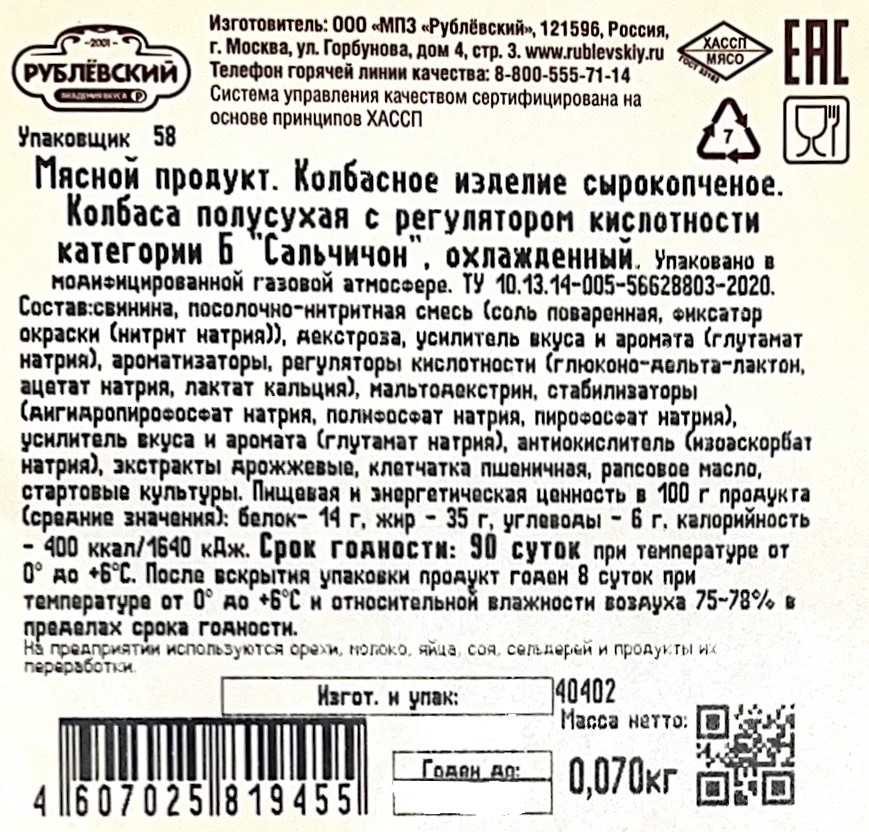 Изготовитель: ООО «МПЗ «Рублёвский», 121596, Россия,
г. Москва, ул. Горбунова, дом 4, стр. 3. www.rublevskiy.ru
Телефон горячей линии качества: 8-800-555-71-14
Система управления качеством сертифицирована на
основе принципов ХАССП
- 2001 -
РУБЛЁВСКИЙ
АКАДЕМИЯ ВКУСА Р
ХАССП
МЯСО
ГОСТ 33182
EAC
7
Упаковщик 58
Мясной продукт. Колбасное изделие сырокопченое.
Колбаса полусухая с регулятором кислотности
категории Б "Сальчичон", охлажденный. Упаковано в
модифицированной газовой атмосфере. ТУ 10.13.14-005-56628803-2020.
Состав:свинина, посолочно-нитритная смесь (соль поваренная, фиксатор
окраски (нитрит натрия)), декстроза, усилитель вкуса и аромата (глутамат
натрия), ароматизаторы, регуляторы кислотности (глюконо-дельта-лактон,
ацетат натрия, лактат кальция), мальтодекстрин, стабилизаторы
(дигидропирофосфат натрия, полифосфат натрия, пирофосфат натрия),
усилитель вкуса и аромата (глутамат натрия), антиокислитель (изоаскорбат
натрия), экстракты дрожжевые, клетчатка пшеничная, рапсовое масло,
стартовые культуры. Пищевая и энергетическая ценность в 100 г продукта
(средние значения): белок- 14 г, жир - 35 г, углеводы - 6 г, калорийность
- 400 ккал/1640 кДж. Срок годности: 90 суток при температуре от
0° до +6°С. После вскрытия упаковки продукт годен 8 суток при
температуре от 0° до +6°С и относительной влажности воздуха 75-78% в
пределах срока годности.
На предприятии используются орехи, молоко, яйца, соя, сельдерей и продукты их
переработки.
Изгот. и упак:
40402
Масса нетто:
Годен до:
0,070кг
4 607025 819455